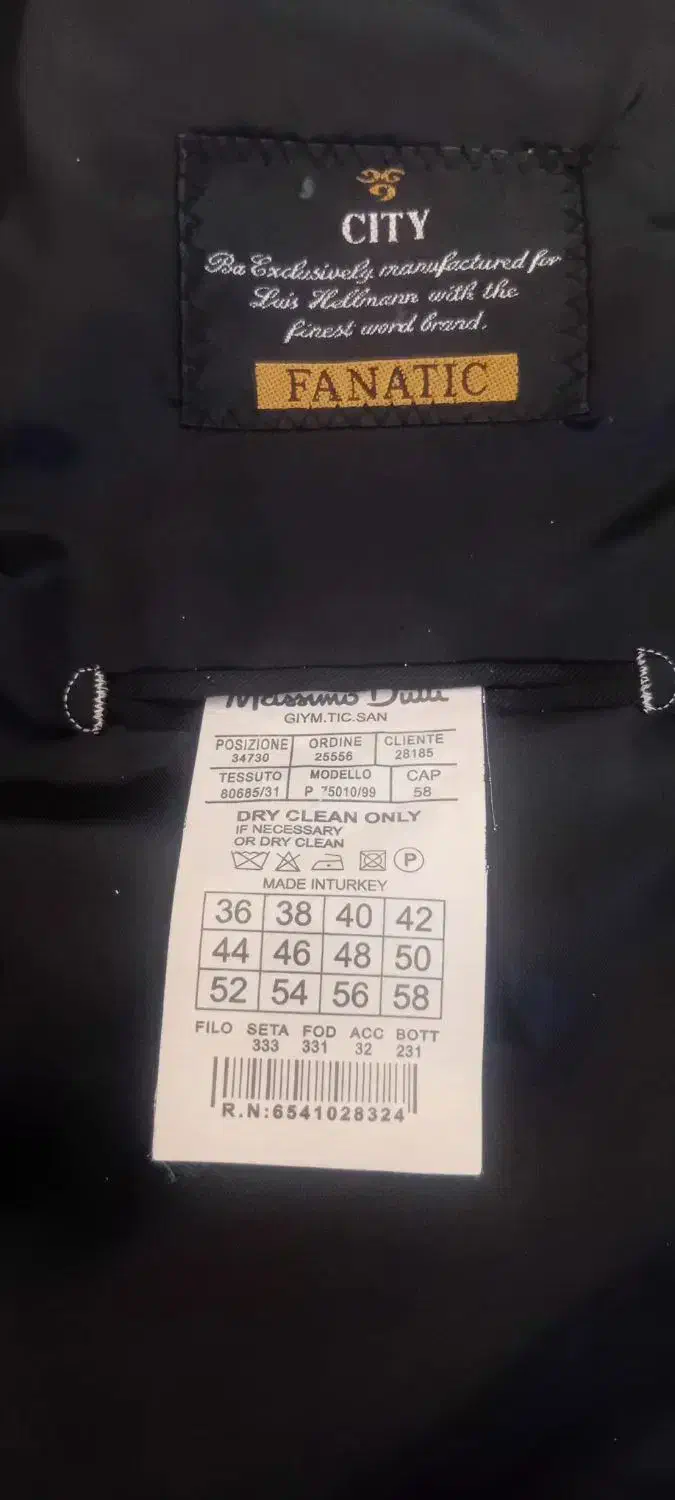 CITY
Ba Exclusively manufactured for
Luis Hellmann with the
finest word brand.
FANATIC
Massimo Dutti
GIYM.TIC.SAN
POSIZIONE ORDINE CLIENTE
34730 25556 28185
TESSUTO MODELLO CAP
80685/31 P 75010/99 58
DRY CLEAN ONLY
IF NECESSARY
OR DRY CLEAN
P
MADE INTURKEY
36 38 40 42
44 46 48 50
52 54 56 58
FILO SETA FOD ACC BOTT
333 331 32 231
R.N:6541028324